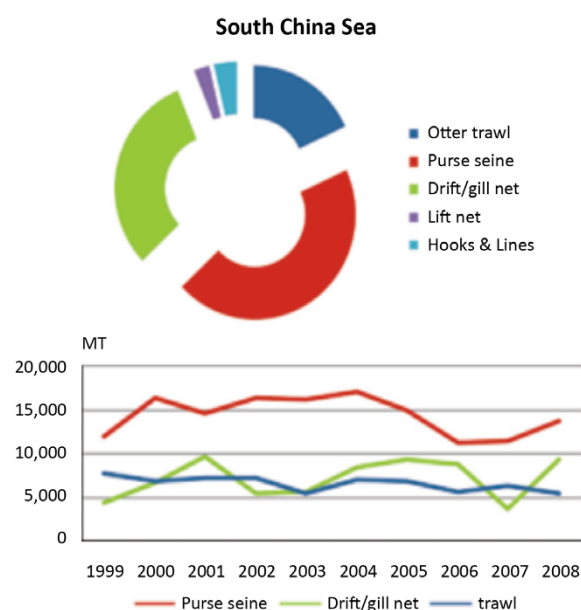 South China Sea
Otter trawl
Purse seine
Drift/gill net
Lift net
Hooks & Lines
MT
20,000
15,000
10,000
5,000
0
1999 2000 2001 2002 2003 2004 2005 2006 2007 2008
Purse seine Drift/gill net trawl